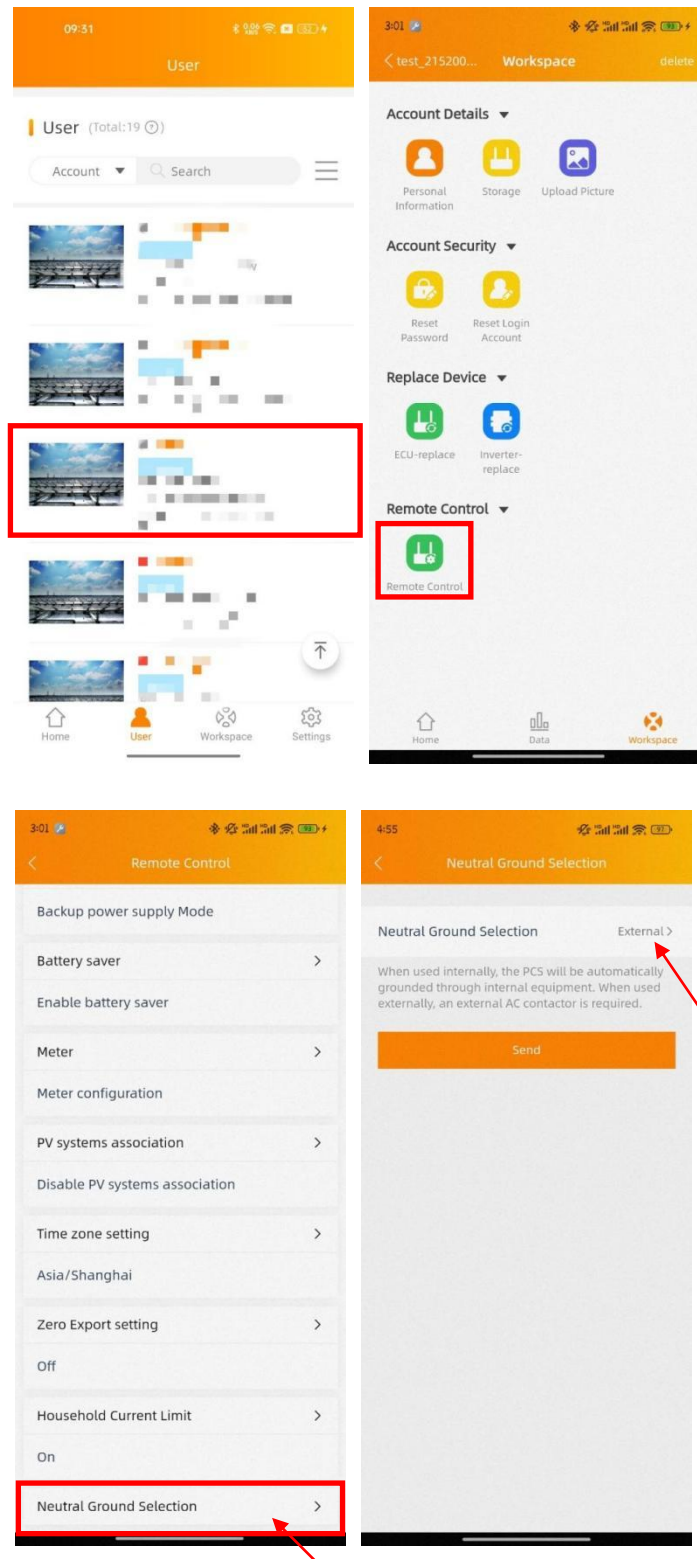 09:31
0.06
KB/S
User
User (Total:19 ?)
Account ▼ Search
Home User Workspace Settings
3:01
< test_215200... Workspace delete
Account Details ▼
Personal
Information
Storage
Upload Picture
Account Security ▼
Reset
Password
Reset Login
Account
Replace Device ▼
ECU-replace
Inverter-
replace
Remote Control ▼
Remote Control
Home Data Workspace
3:01
< Remote Control
Backup power supply Mode
Battery saver >
Enable battery saver
Meter >
Meter configuration
PV systems association >
Disable PV systems association
Time zone setting >
Asia/Shanghai
Zero Export setting >
Off
Household Current Limit >
On
Neutral Ground Selection >
4:55
< Neutral Ground Selection
Neutral Ground Selection External >
When used internally, the PCS will be automatically
grounded through internal equipment. When used
externally, an external AC contactor is required.
Send